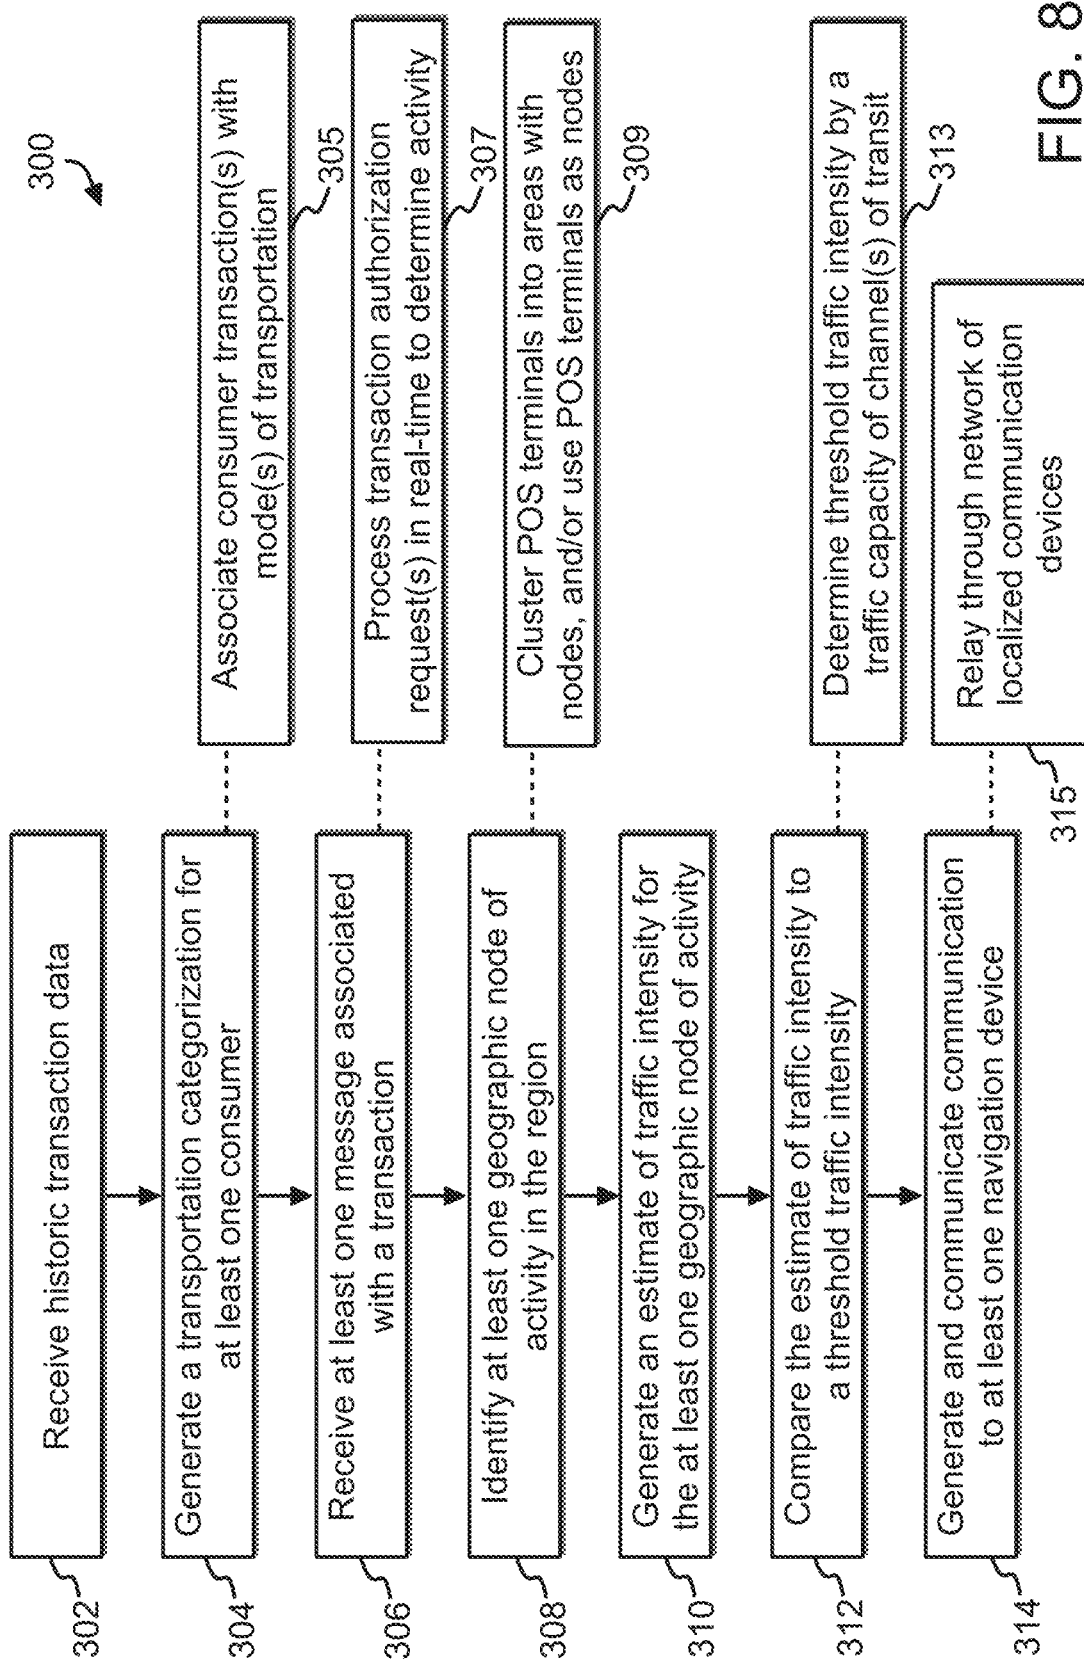 300
302
Receive historic transaction data
304
Generate a transportation categorization for
at least one consumer
Associate consumer transaction(s) with
mode(s) of transportation
305
306
Receive at least one message associated
with a transaction
Process transaction authorization
request(s) in real-time to determine activity
307
308
Identify at least one geographic node of
activity in the region
Cluster POS terminals into areas with
nodes, and/or use POS terminals as nodes
309
310
Generate an estimate of traffic intensity for
the at least one geographic node of activity
312
Compare the estimate of traffic intensity to
a threshold traffic intensity
Determine threshold traffic intensity by a
traffic capacity of channel(s) of transit
313
314
Generate and communicate communication
to at least one navigation device
315
Relay through network of
localized communication
devices
FIG. 8